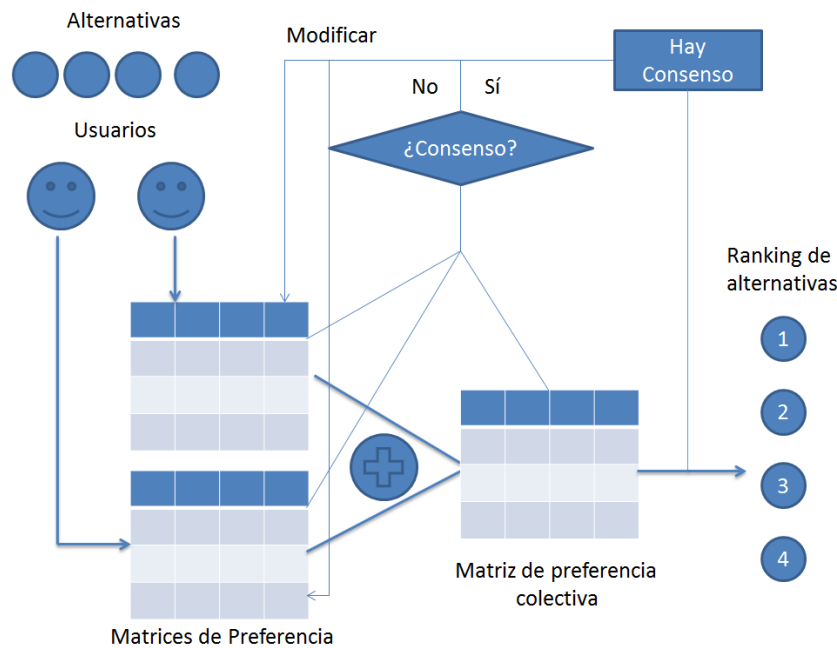 Alternativas
Modificar
Hay
Consenso
No
Sí
Usuarios
¿Consenso?
Ranking de
alternativas
1
2
3
4
Matriz de preferencia
colectiva
Matrices de Preferencia